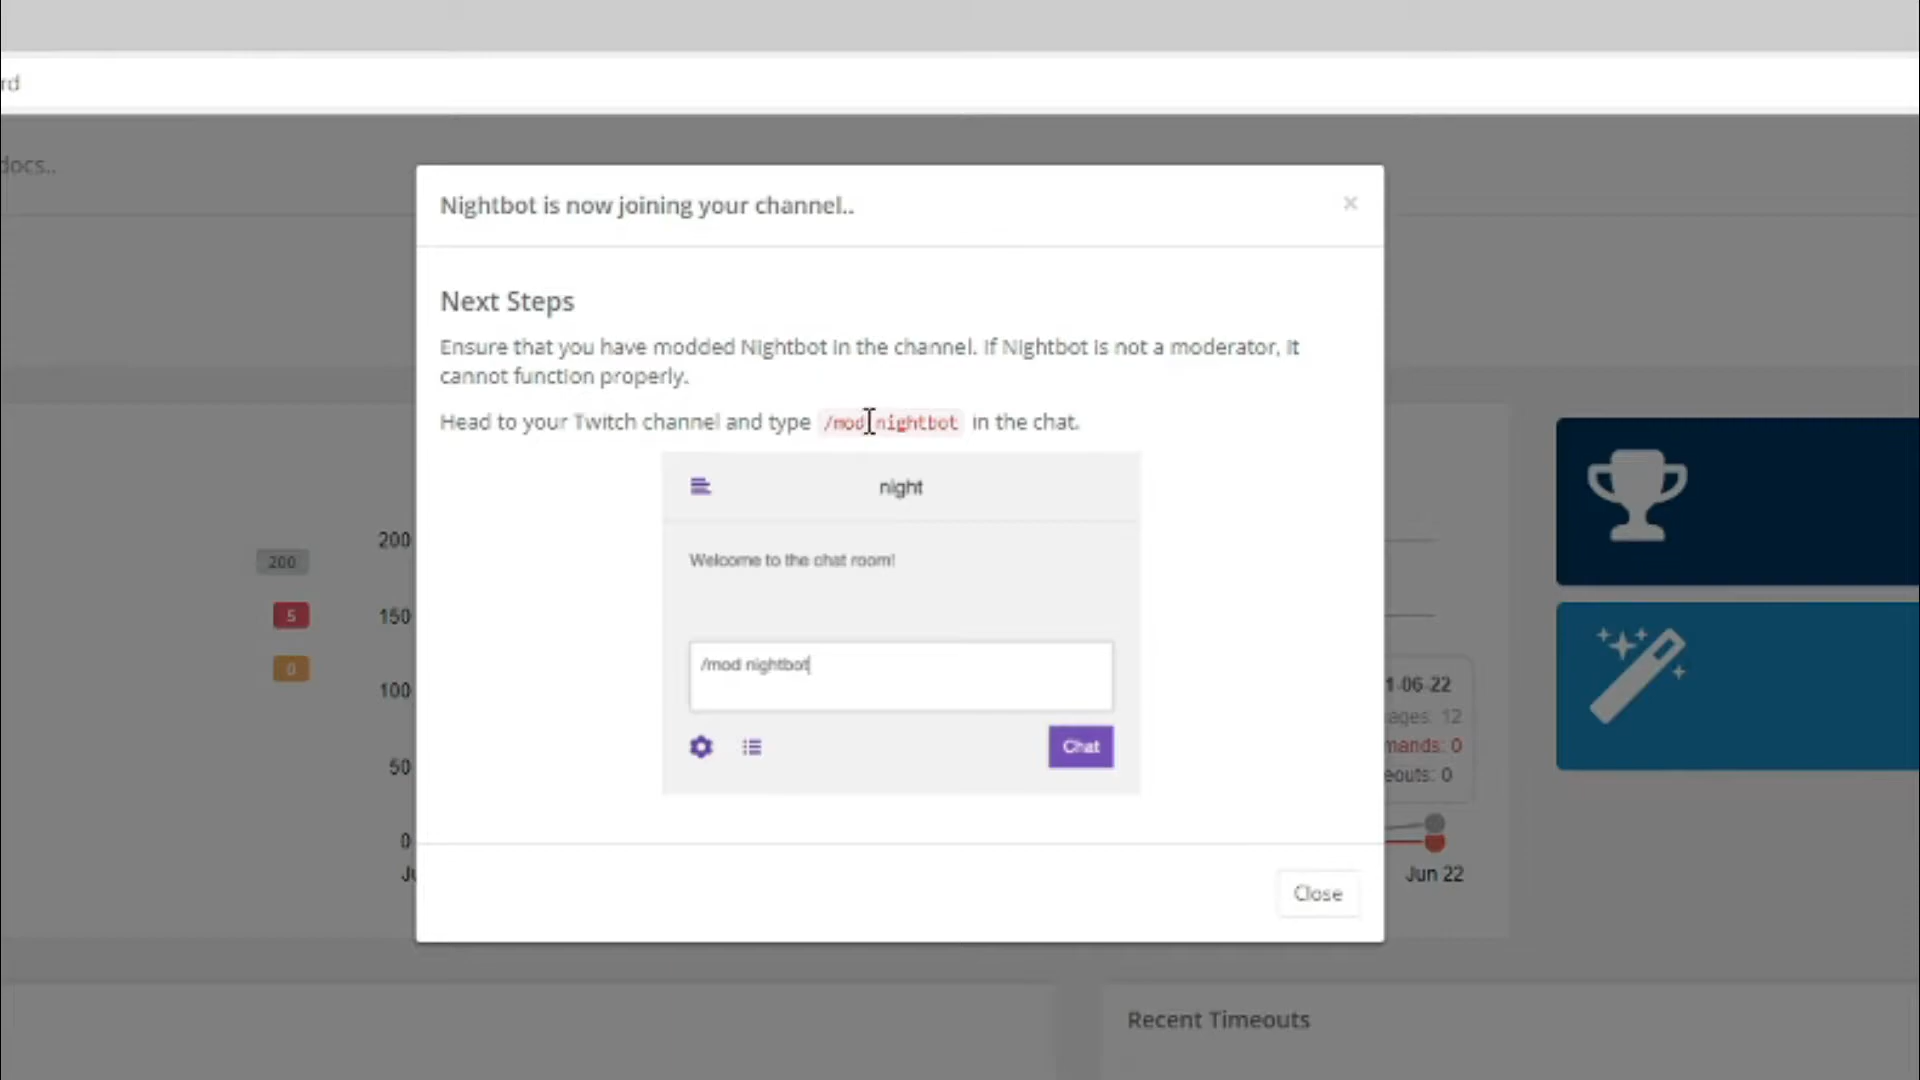 rd
docs..
Nightbot is now joining your channel..
×
Next Steps
Ensure that you have modded Nightbot in the channel. If Nightbot is not a moderator, it
cannot function properly.
Head to your Twitch channel and type /mod nightbot in the chat.
night
Welcome to the chat room!
/mod nightbot
Chat
Close
200
5
0
200
150
100
50
0
Ju
1-06-22
ages: 12
mands: 0
eouts: 0
Jun 22
Recent Timeouts